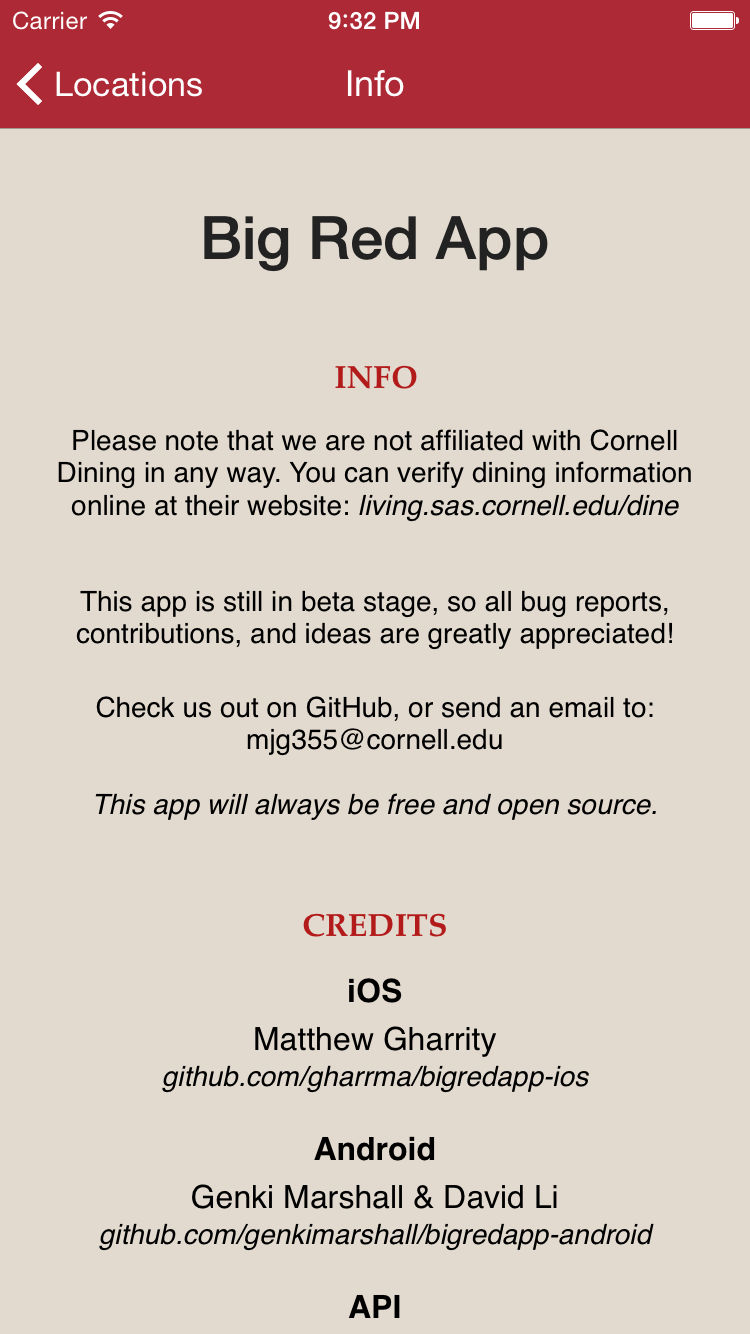 Carrier 9:32 PM
Locations Info
Big Red App
INFO
Please note that we are not affiliated with Cornell
Dining in any way. You can verify dining information
online at their website: living.sas.cornell.edu/dine
This app is still in beta stage, so all bug reports,
contributions, and ideas are greatly appreciated!
Check us out on GitHub, or send an email to:
mjg355@cornell.edu
This app will always be free and open source.
CREDITS
iOS
Matthew Gharrity
github.com/gharrma/bigredapp-ios
Android
Genki Marshall & David Li
github.com/genkimarshall/bigredapp-android
API